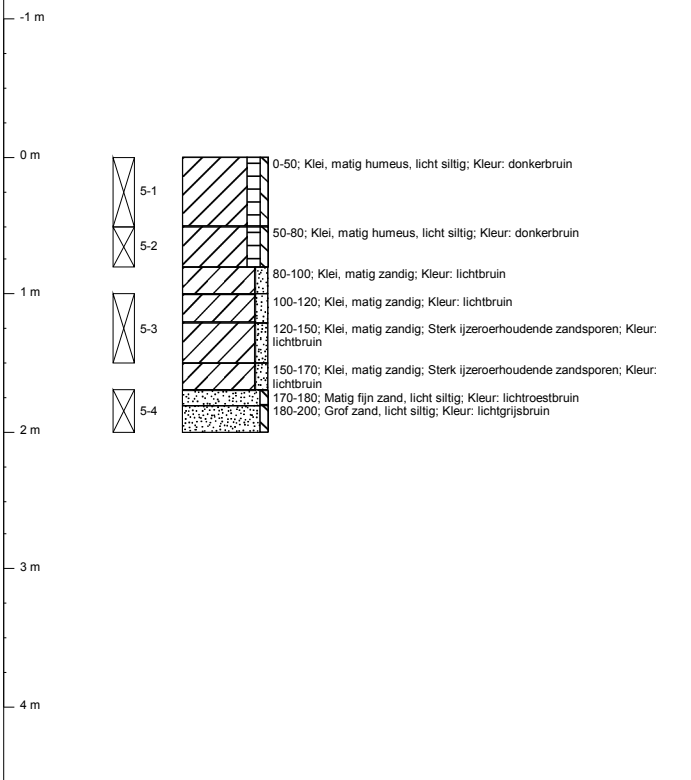 -1 m
0 m
0-50; Klei, matig humeus, licht siltig; Kleur: donkerbruin
5-1
50-80; Klei, matig humeus, licht siltig; Kleur: donkerbruin
5-2
80-100; Klei, matig zandig; Kleur: lichtbruin
1 m
100-120; Klei, matig zandig; Kleur: lichtbruin
5-3
120-150; Klei, matig zandig; Sterk ijzeroerhoudende zandsporen; Kleur:
lichtbruin
150-170; Klei, matig zandig; Sterk ijzeroerhoudende zandsporen; Kleur:
lichtbruin
170-180; Matig fijn zand, licht siltig; Kleur: lichtroestbruin
5-4
180-200; Grof zand, licht siltig; Kleur: lichtgrijsbruin
2 m
3 m
4 m